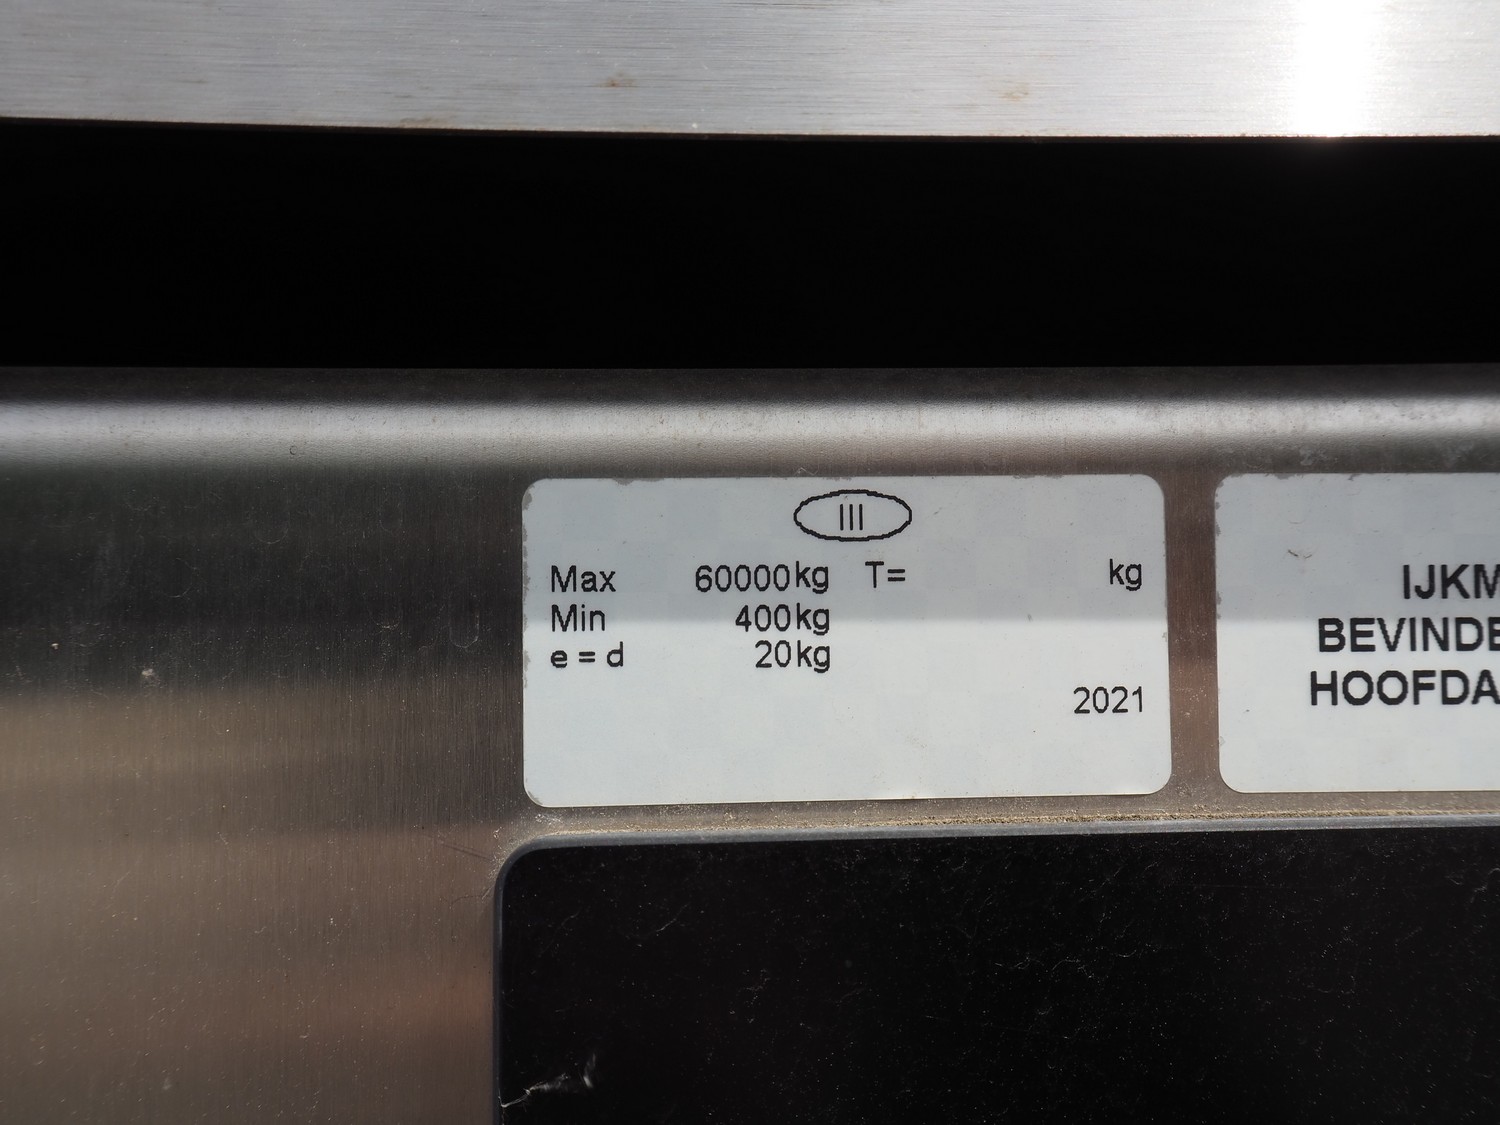 III
Max 60000kg T= kg
Min 400kg
e = d 20kg
2021
IJKM
BEVINDE
HOOFDA